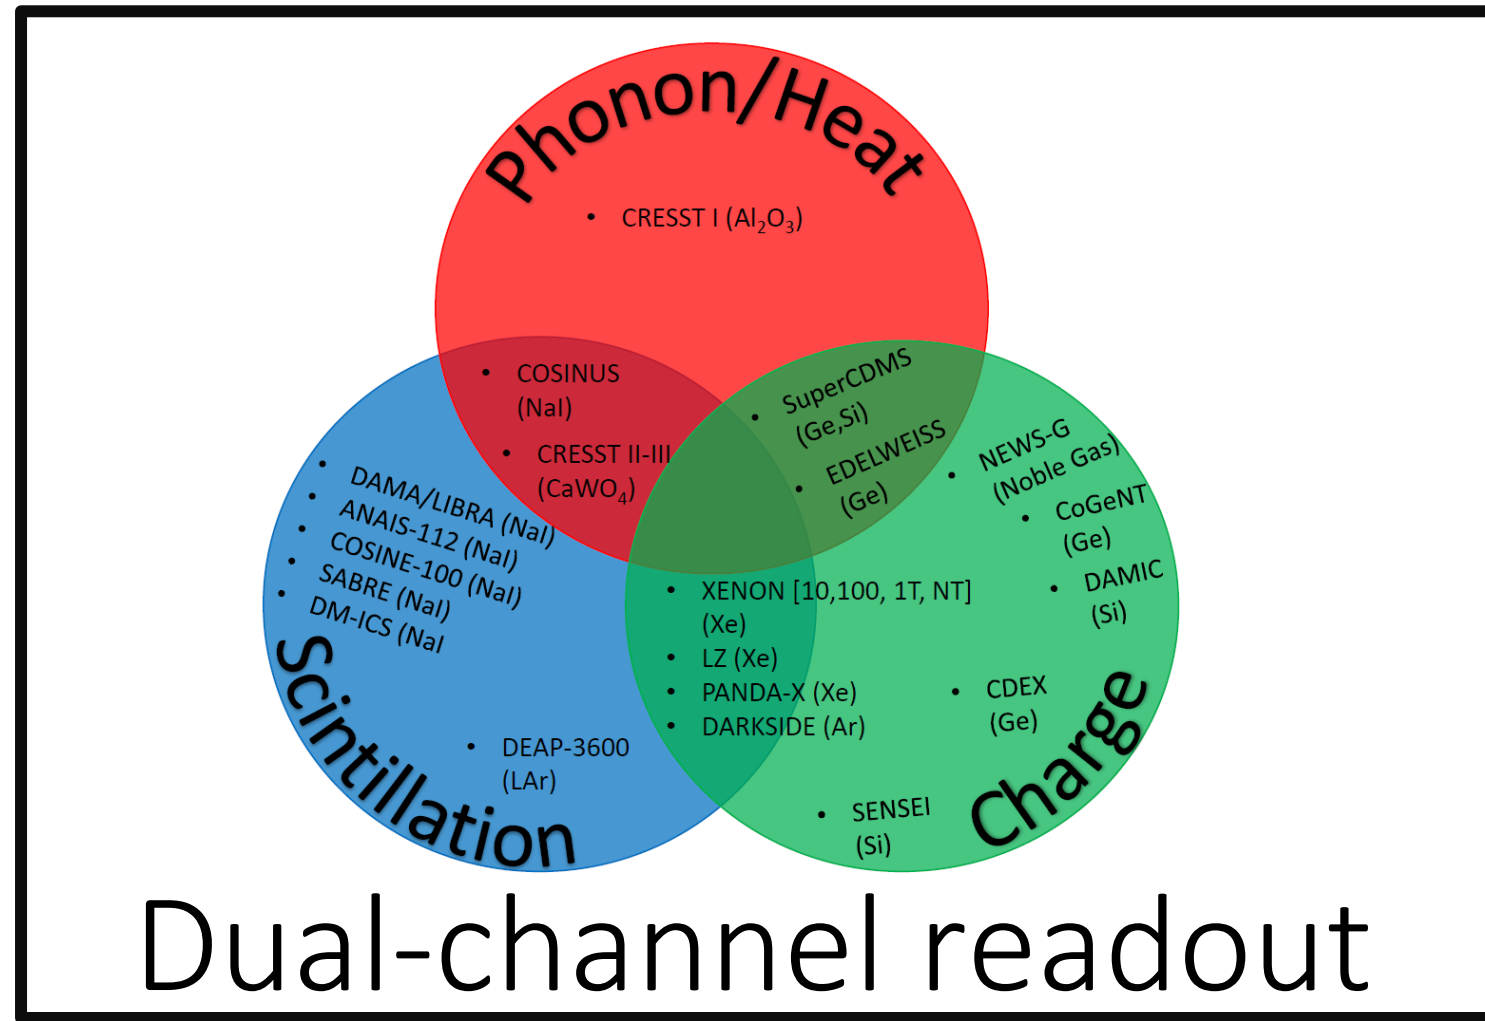 Phonon/Heat
• CRESST I (Al₂O₃)
• COSINUS
(NaI)
• CRESST II-III
(CaWO₄)
• SuperCDMS
(Ge,Si)
• EDELWEISS
(Ge)
• NEWS-G
(Noble Gas)
• CoGeNT
(Ge)
• DAMIC
(Si)
• CDEX
(Ge)
• SENSEI
(Si)
Charge
• XENON [10,100, 1T, NT]
(Xe)
• LZ (Xe)
• PANDA-X (Xe)
• DARKSIDE (Ar)
• DAMA/LIBRA (NaI)
• ANAIS-112 (NaI)
• COSINE-100 (NaI)
• SABRE (NaI)
• DM-ICS (NaI
• DEAP-3600
(LAr)
Scintillation
Dual-channel readout